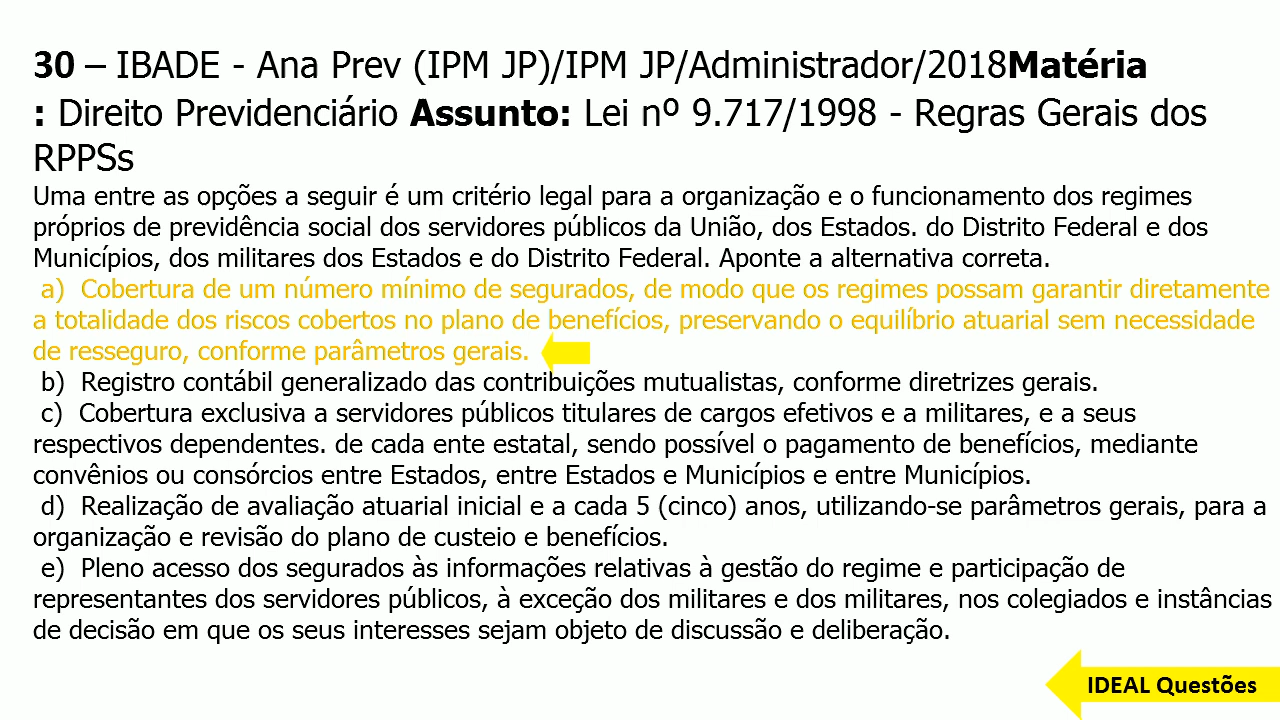 30 – IBADE - Ana Prev (IPM JP)/IPM JP/Administrador/2018Matéria
: Direito Previdenciário Assunto: Lei nº 9.717/1998 - Regras Gerais dos
RPPSs
Uma entre as opções a seguir é um critério legal para a organização e o funcionamento dos regimes
próprios de previdência social dos servidores públicos da União, dos Estados. do Distrito Federal e dos
Municípios, dos militares dos Estados e do Distrito Federal. Aponte a alternativa correta.
a) Cobertura de um número mínimo de segurados, de modo que os regimes possam garantir diretamente
a totalidade dos riscos cobertos no plano de benefícios, preservando o equilíbrio atuarial sem necessidade
de resseguro, conforme parâmetros gerais.
b) Registro contábil generalizado das contribuições mutualistas, conforme diretrizes gerais.
c) Cobertura exclusiva a servidores públicos titulares de cargos efetivos e a militares, e a seus
respectivos dependentes. de cada ente estatal, sendo possível o pagamento de benefícios, mediante
convênios ou consórcios entre Estados, entre Estados e Municípios e entre Municípios.
d) Realização de avaliação atuarial inicial e a cada 5 (cinco) anos, utilizando-se parâmetros gerais, para a
organização e revisão do plano de custeio e benefícios.
e) Pleno acesso dos segurados às informações relativas à gestão do regime e participação de
representantes dos servidores públicos, à exceção dos militares e dos militares, nos colegiados e instâncias
de decisão em que os seus interesses sejam objeto de discussão e deliberação.
IDEAL Questões